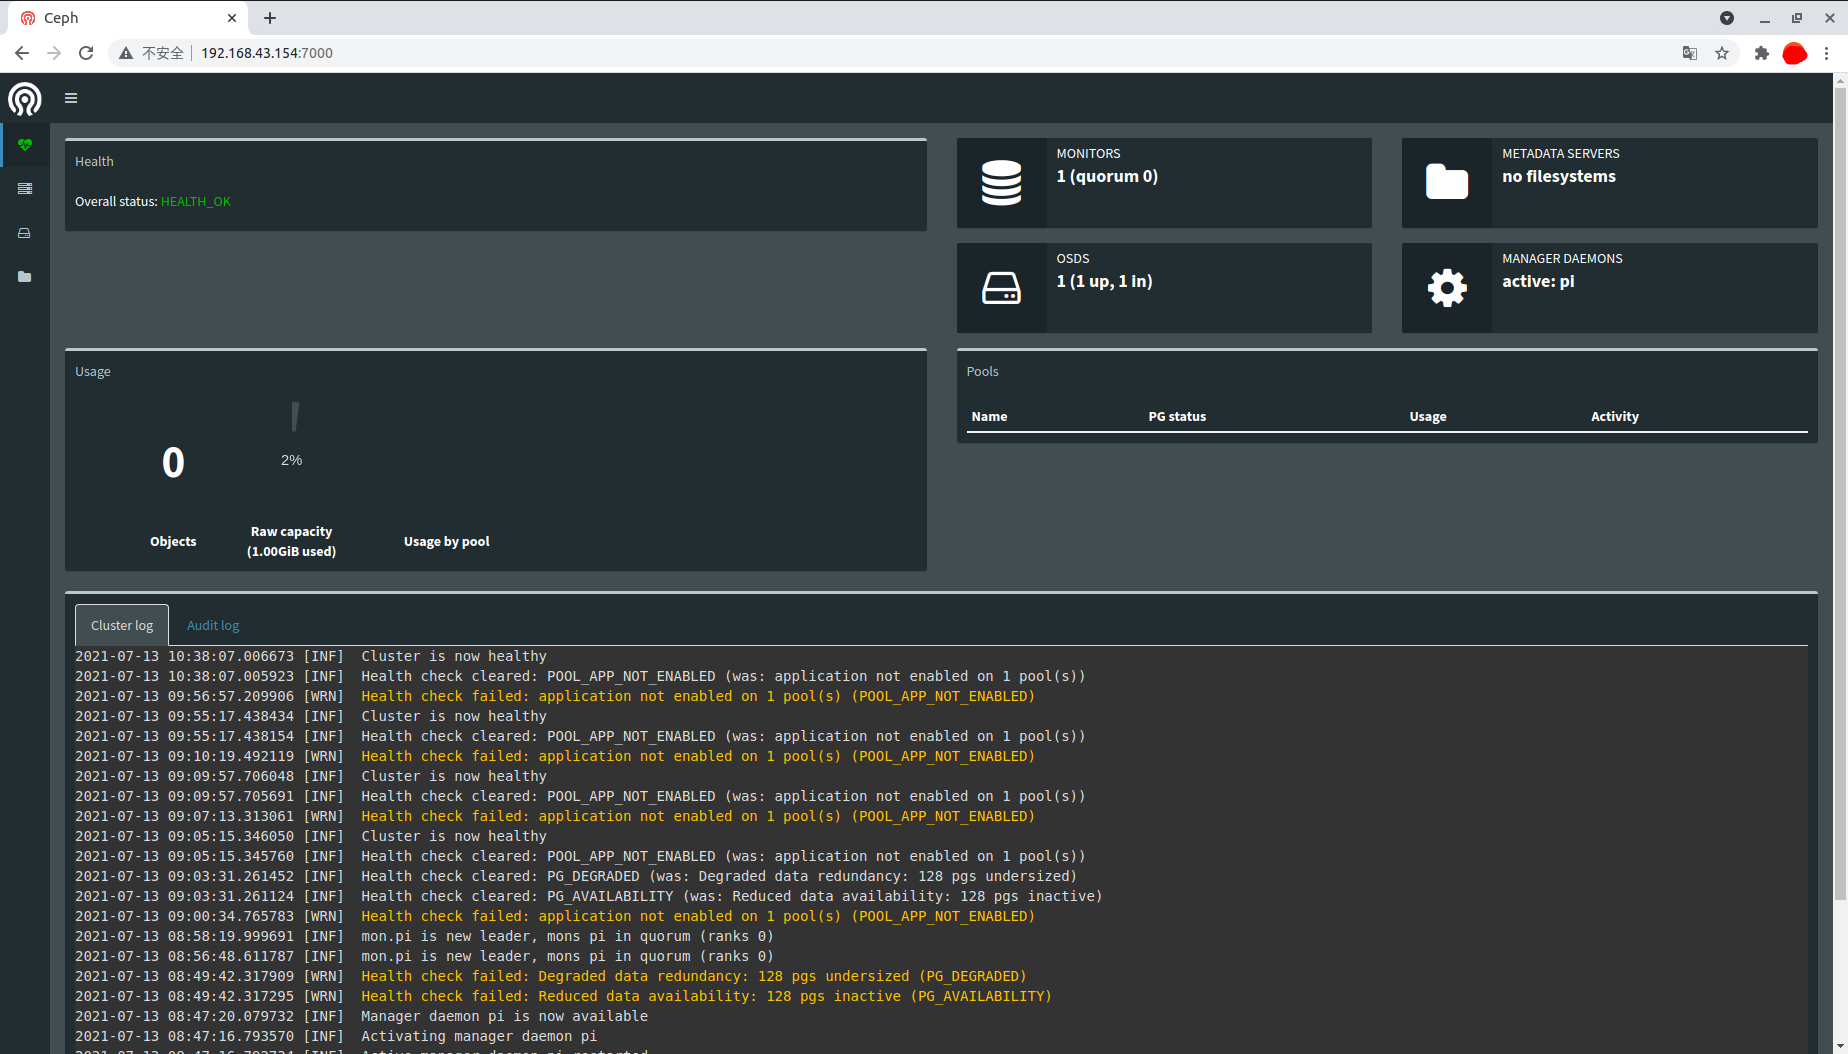 Ceph
不安全
192.168.43.154:7000
Health
Overall status: HEALTH_OK
MONITORS
1 (quorum 0)
METADATA SERVERS
no filesystems
OSDS
1 (1 up, 1 in)
MANAGER DAEMONS
active: pi
Usage
0
2%
Objects
Raw capacity
(1.00GiB used)
Usage by pool
Pools
Name PG status Usage Activity
Cluster log Audit log
2021-07-13 10:38:07.006673 [INF] Cluster is now healthy
2021-07-13 10:38:07.005923 [INF] Health check cleared: POOL_APP_NOT_ENABLED (was: application not enabled on 1 pool(s))
2021-07-13 09:56:57.209906 [WRN] Health check failed: application not enabled on 1 pool(s) (POOL_APP_NOT_ENABLED)
2021-07-13 09:55:17.438434 [INF] Cluster is now healthy
2021-07-13 09:55:17.438154 [INF] Health check cleared: POOL_APP_NOT_ENABLED (was: application not enabled on 1 pool(s))
2021-07-13 09:10:19.492119 [WRN] Health check failed: application not enabled on 1 pool(s) (POOL_APP_NOT_ENABLED)
2021-07-13 09:09:57.706048 [INF] Cluster is now healthy
2021-07-13 09:09:57.705691 [INF] Health check cleared: POOL_APP_NOT_ENABLED (was: application not enabled on 1 pool(s))
2021-07-13 09:07:13.313061 [WRN] Health check failed: application not enabled on 1 pool(s) (POOL_APP_NOT_ENABLED)
2021-07-13 09:05:15.346050 [INF] Cluster is now healthy
2021-07-13 09:05:15.345760 [INF] Health check cleared: POOL_APP_NOT_ENABLED (was: application not enabled on 1 pool(s))
2021-07-13 09:03:31.261452 [INF] Health check cleared: PG_DEGRADED (was: Degraded data redundancy: 128 pgs undersized)
2021-07-13 09:03:31.261124 [INF] Health check cleared: PG_AVAILABILITY (was: Reduced data availability: 128 pgs inactive)
2021-07-13 09:00:34.765783 [WRN] Health check failed: application not enabled on 1 pool(s) (POOL_APP_NOT_ENABLED)
2021-07-13 08:58:19.999691 [INF] mon.pi is new leader, mons pi in quorum (ranks 0)
2021-07-13 08:56:48.611787 [INF] mon.pi is new leader, mons pi in quorum (ranks 0)
2021-07-13 08:49:42.317909 [WRN] Health check failed: Degraded data redundancy: 128 pgs undersized (PG_DEGRADED)
2021-07-13 08:49:42.317295 [WRN] Health check failed: Reduced data availability: 128 pgs inactive (PG_AVAILABILITY)
2021-07-13 08:47:20.079732 [INF] Manager daemon pi is now available
2021-07-13 08:47:16.793570 [INF] Activating manager daemon pi